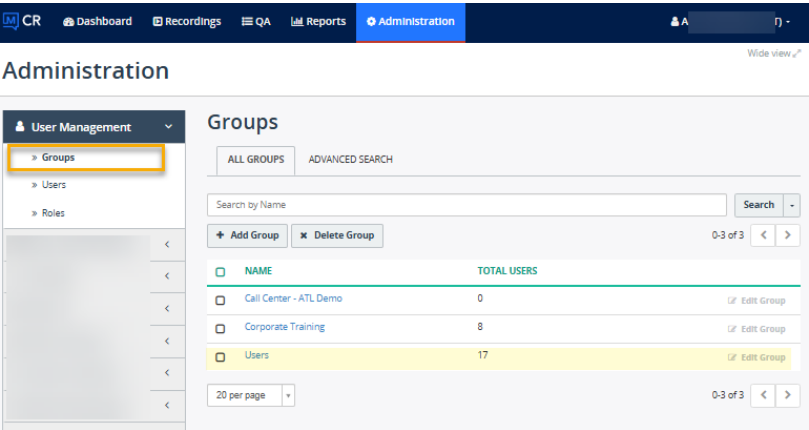 M CR Dashboard Recordings QA Reports Administration A T)
Wide view
Administration
User Management
» Groups
» Users
» Roles
Groups
ALL GROUPS ADVANCED SEARCH
Search by Name Search
+ Add Group × Delete Group 0-3 of 3 < >
NAME TOTAL USERS
Call Center - ATL Demo 0 Edit Group
Corporate Training 8 Edit Group
Users 17 Edit Group
20 per page 0-3 of 3 < >